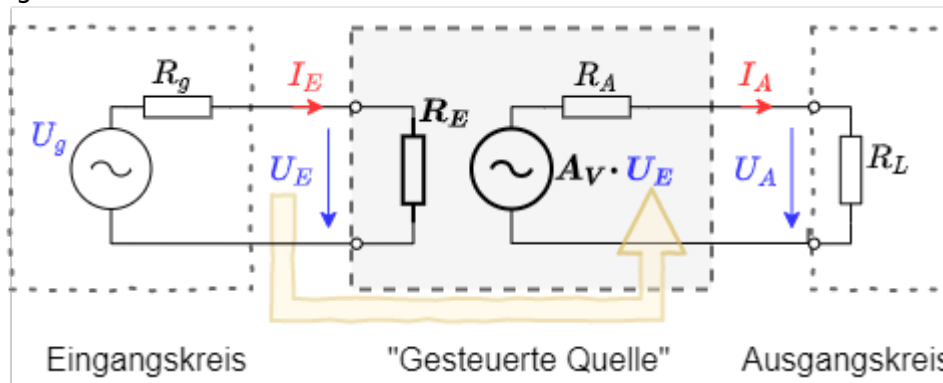 g
R_g I_E R_E R_A I_A
U_g U_E A_V · U_E U_A R_L
Eingangskreis "Gesteuerte Quelle" Ausgangskreis